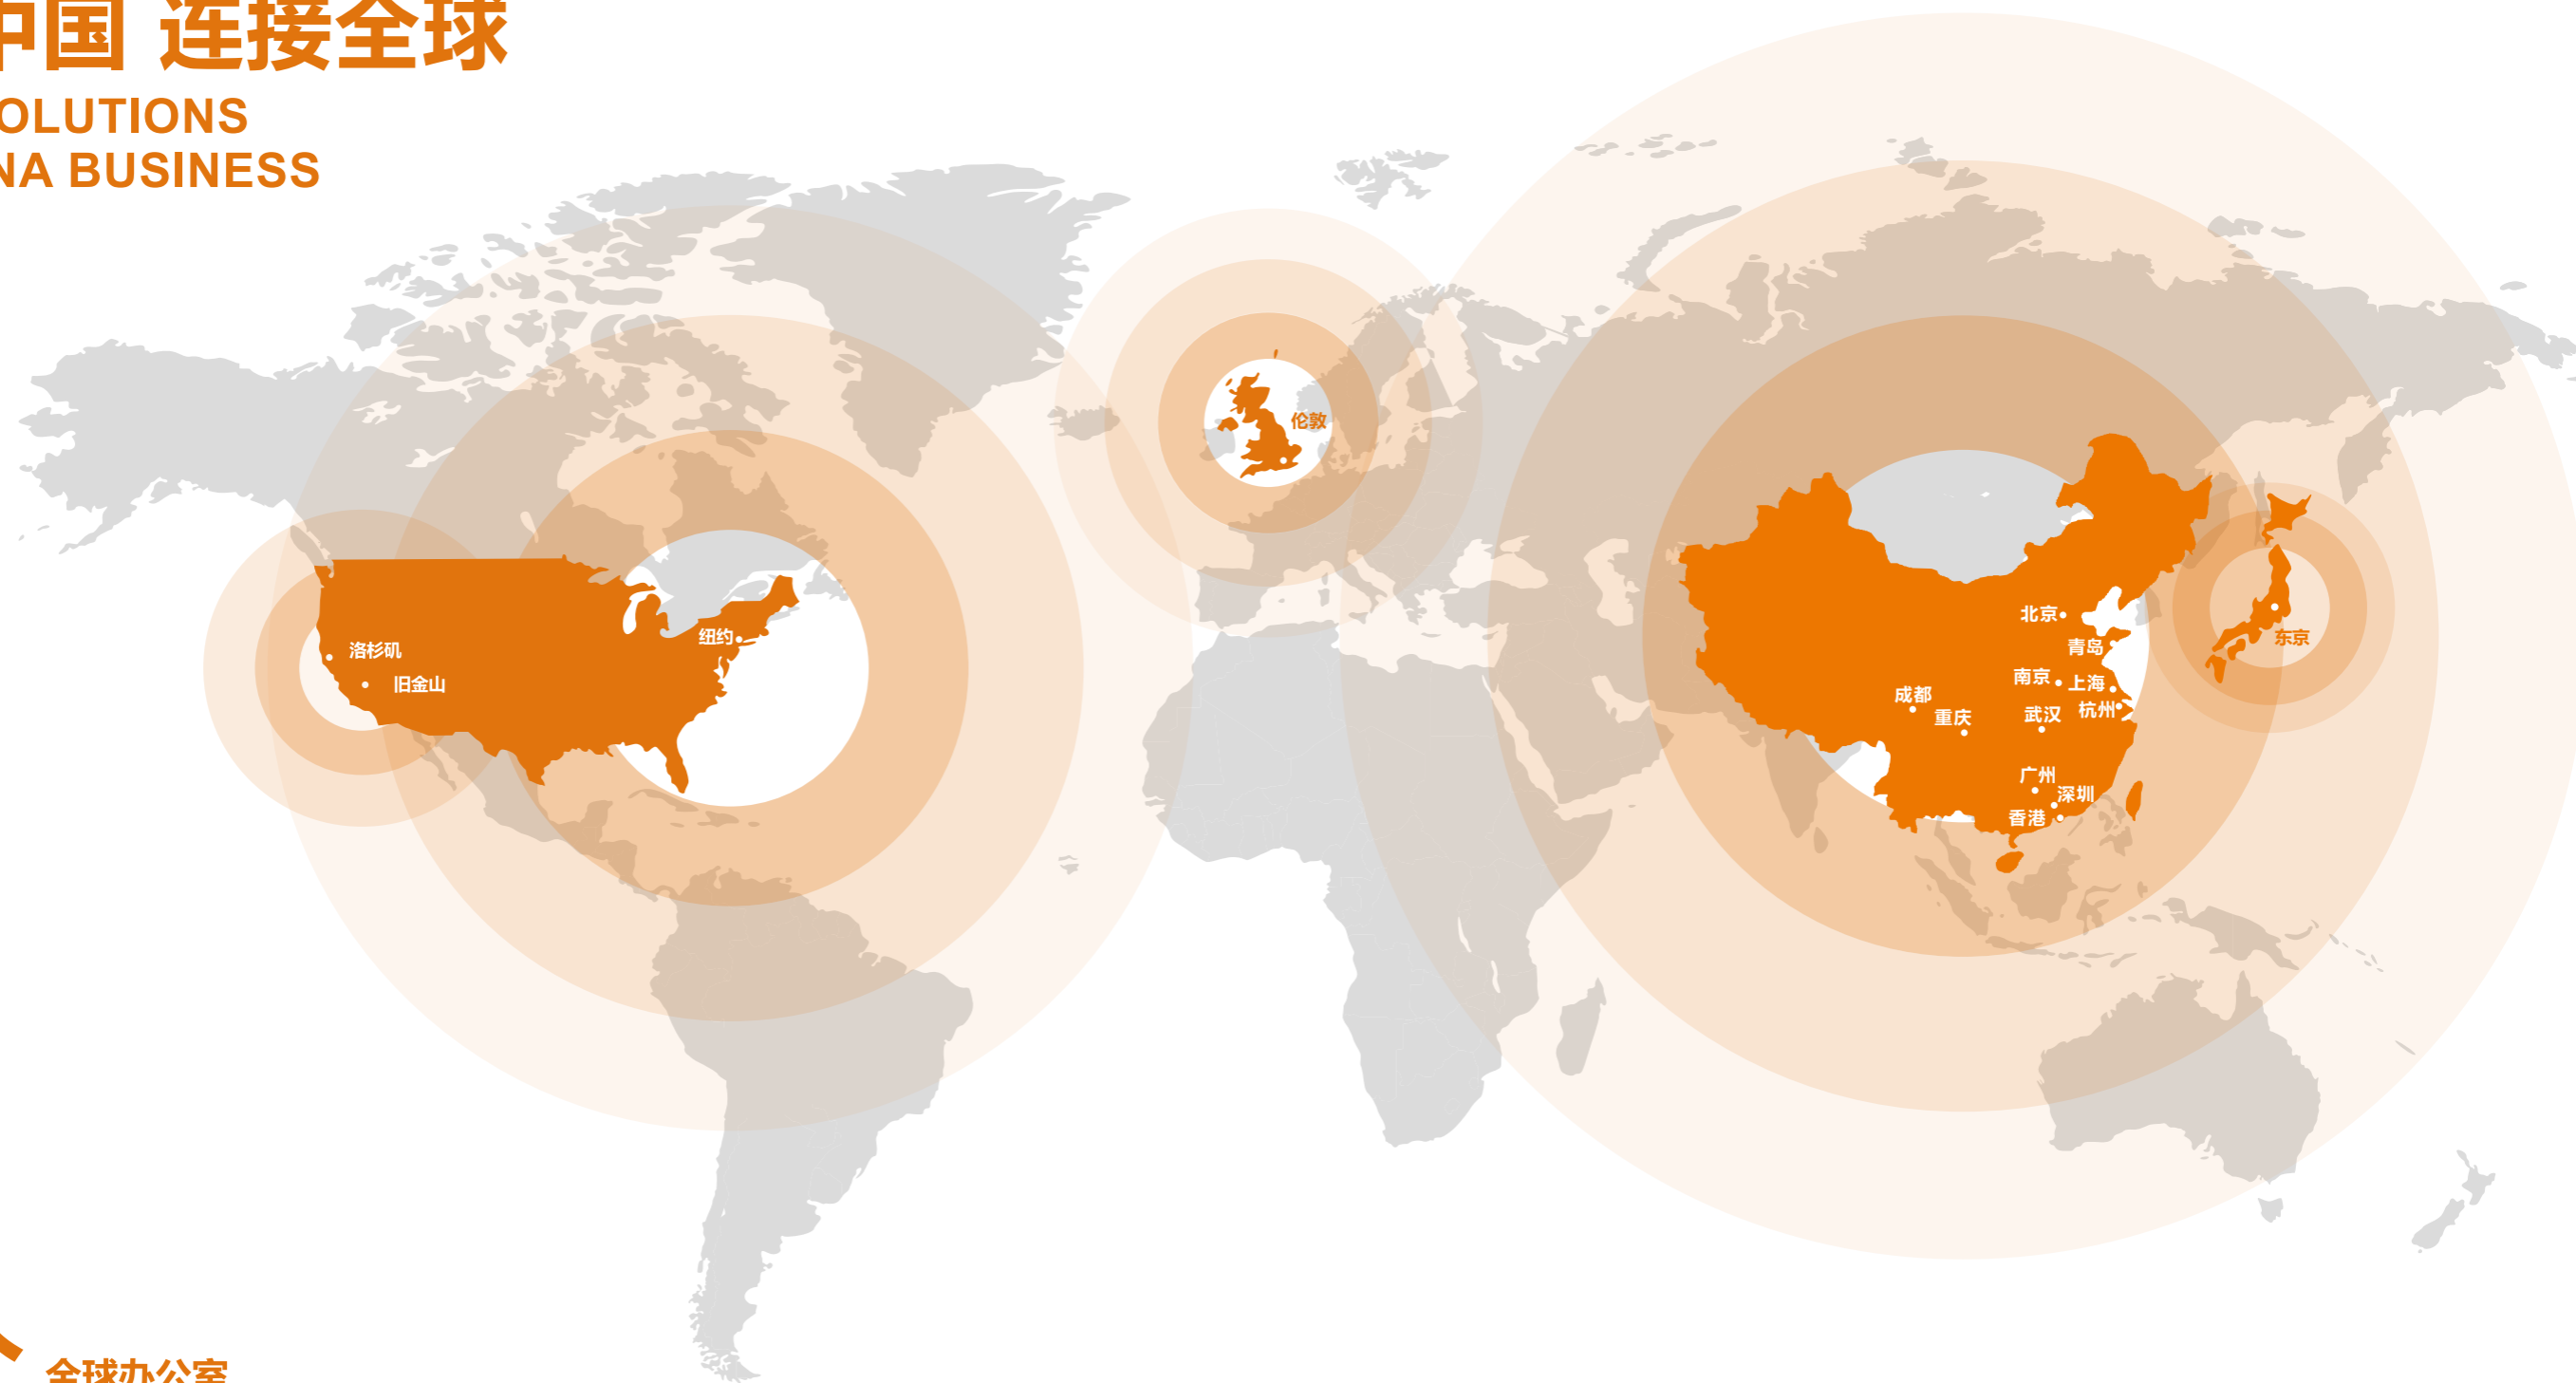 中国 连接全球
OLUTIONS
NA BUSINESS
伦敦
纽约
洛杉矶
旧金山
北京
青岛
东京
南京
上海
成都
重庆
武汉
杭州
广州
深圳
香港
全球办公室